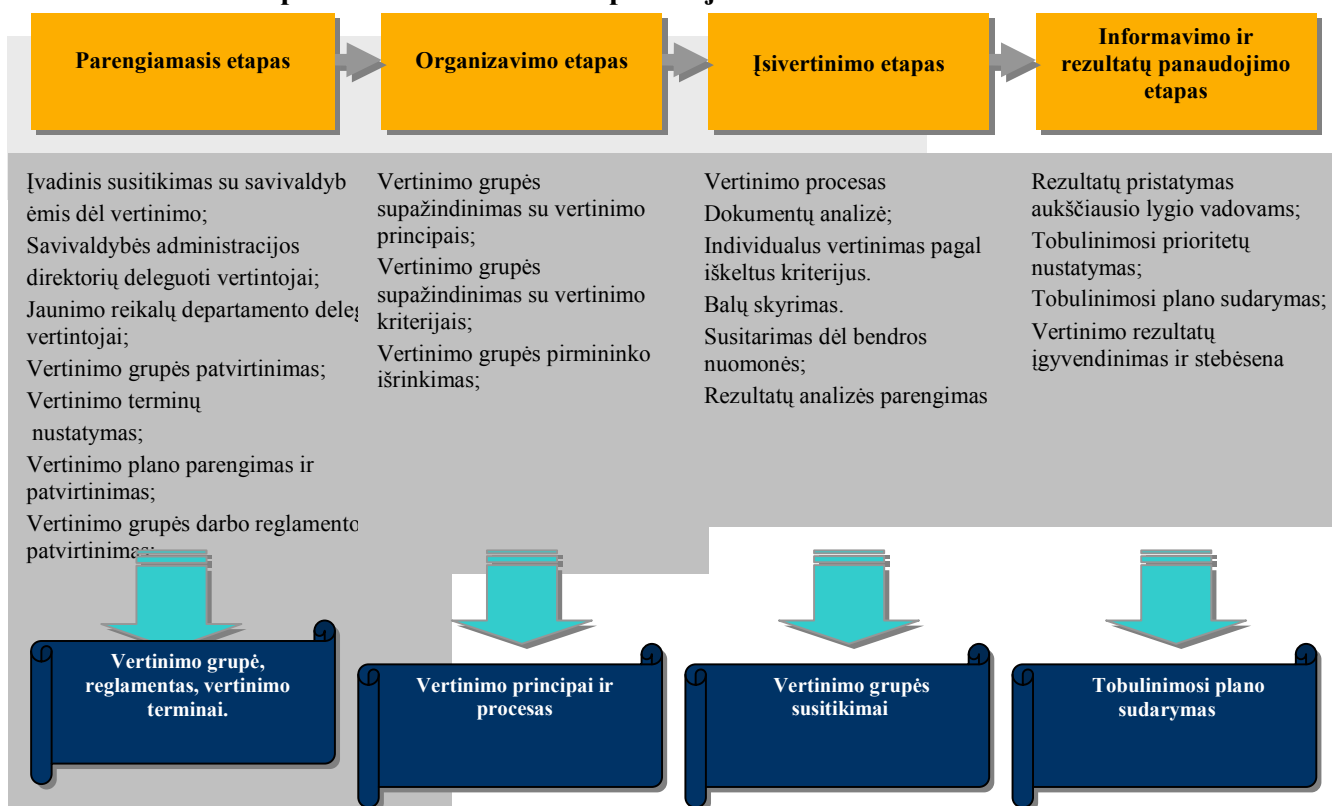 Parengiamasis etapas
Organizavimo etapas
Įsivertinimo etapas
Informavimo ir
rezultatų panaudojimo
etapas
Įvadinis susitikimas su savivaldyb
ėmis dėl vertinimo;
Savivaldybės administracijos
direktorių deleguoti vertintojai;
Jaunimo reikalų departamento deleg
vertintojai;
Vertinimo grupės patvirtinimas;
Vertinimo terminų
nustatymas;
Vertinimo plano parengimas ir
patvirtinimas;
Vertinimo grupės darbo reglamento
patvirtinimas;
Vertinimo grupės
supažindinimas su vertinimo
principais;
Vertinimo grupės
supažindinimas su vertinimo
kriterijais;
Vertinimo grupės pirmininko
išrinkimas;
Vertinimo procesas
Dokumentų analizė;
Individualus vertinimas pagal
iškeltus kriterijus.
Balų skyrimas.
Susitarimas dėl bendros
nuomonės;
Rezultatų analizės parengimas
Rezultatų pristatymas
aukščiausio lygio vadovams;
Tobulinimosi prioritetų
nustatymas;
Tobulinimosi plano sudarymas;
Vertinimo rezultatų
įgyvendinimas ir stebėsena
Vertinimo grupė,
reglamentas, vertinimo
terminai.
Vertinimo principai ir
procesas
Vertinimo grupės
susitikimai
Tobulinimosi plano
sudarymas